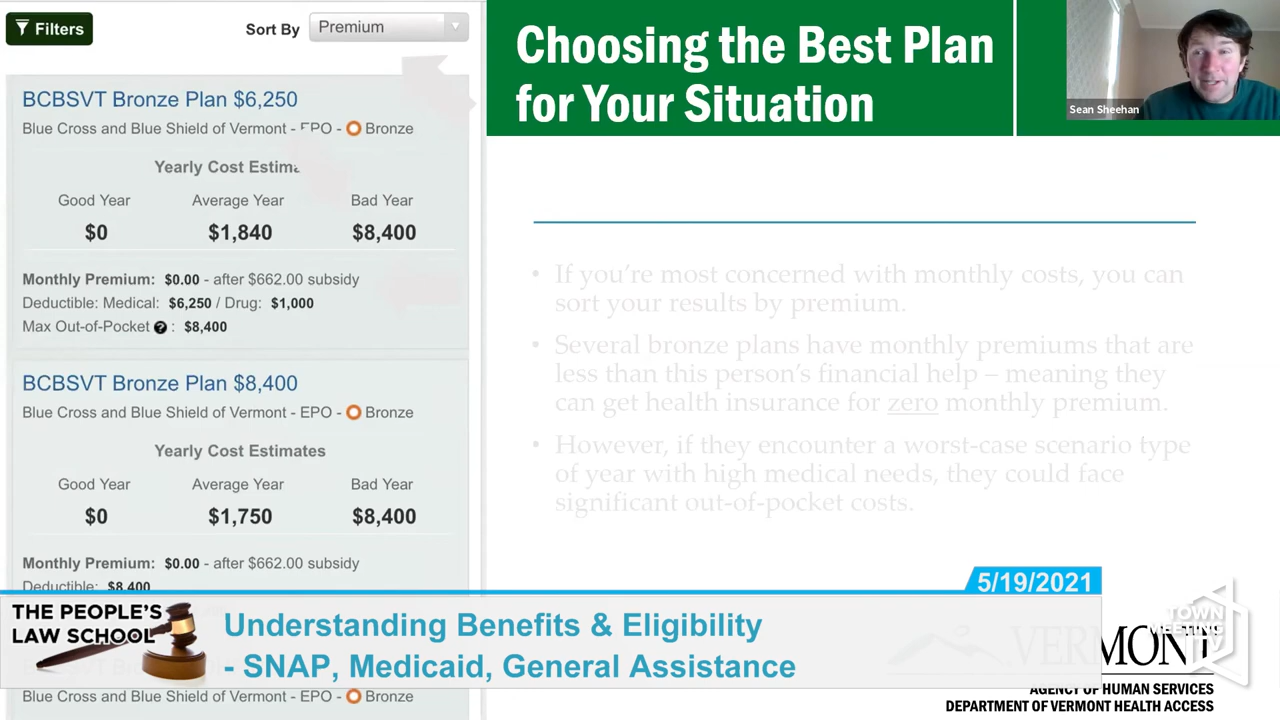 Filters
Sort By
Premium
BCBSVT Bronze Plan $6,250
Blue Cross and Blue Shield of Vermont - EPO - Bronze
Yearly Cost Estima
Good Year Average Year Bad Year
$0 $1,840 $8,400
Monthly Premium: $0.00 - after $662.00 subsidy
Deductible: Medical: $6,250 / Drug: $1,000
Max Out-of-Pocket ? : $8,400
BCBSVT Bronze Plan $8,400
Blue Cross and Blue Shield of Vermont - EPO - Bronze
Yearly Cost Estimates
Good Year Average Year Bad Year
$0 $1,750 $8,400
Monthly Premium: $0.00 - after $662.00 subsidy
Deductible: $8,400
Blue Cross and Blue Shield of Vermont - EPO - Bronze
Choosing the Best Plan
for Your Situation
Sean Sheehan
• If you're most concerned with monthly costs, you can
sort your results by premium.
• Several bronze plans have monthly premiums that are
less than this person's financial help – meaning they
can get health insurance for zero monthly premium.
• However, if they encounter a worst-case scenario type
of year with high medical needs, they could face
significant out-of-pocket costs.
5/19/2021
THE PEOPLE'S
LAW SCHOOL
Understanding Benefits & Eligibility
- SNAP, Medicaid, General Assistance
VERMONT
TOWN
MEETING
TV
AGENCY OF HUMAN SERVICES
DEPARTMENT OF VERMONT HEALTH ACCESS